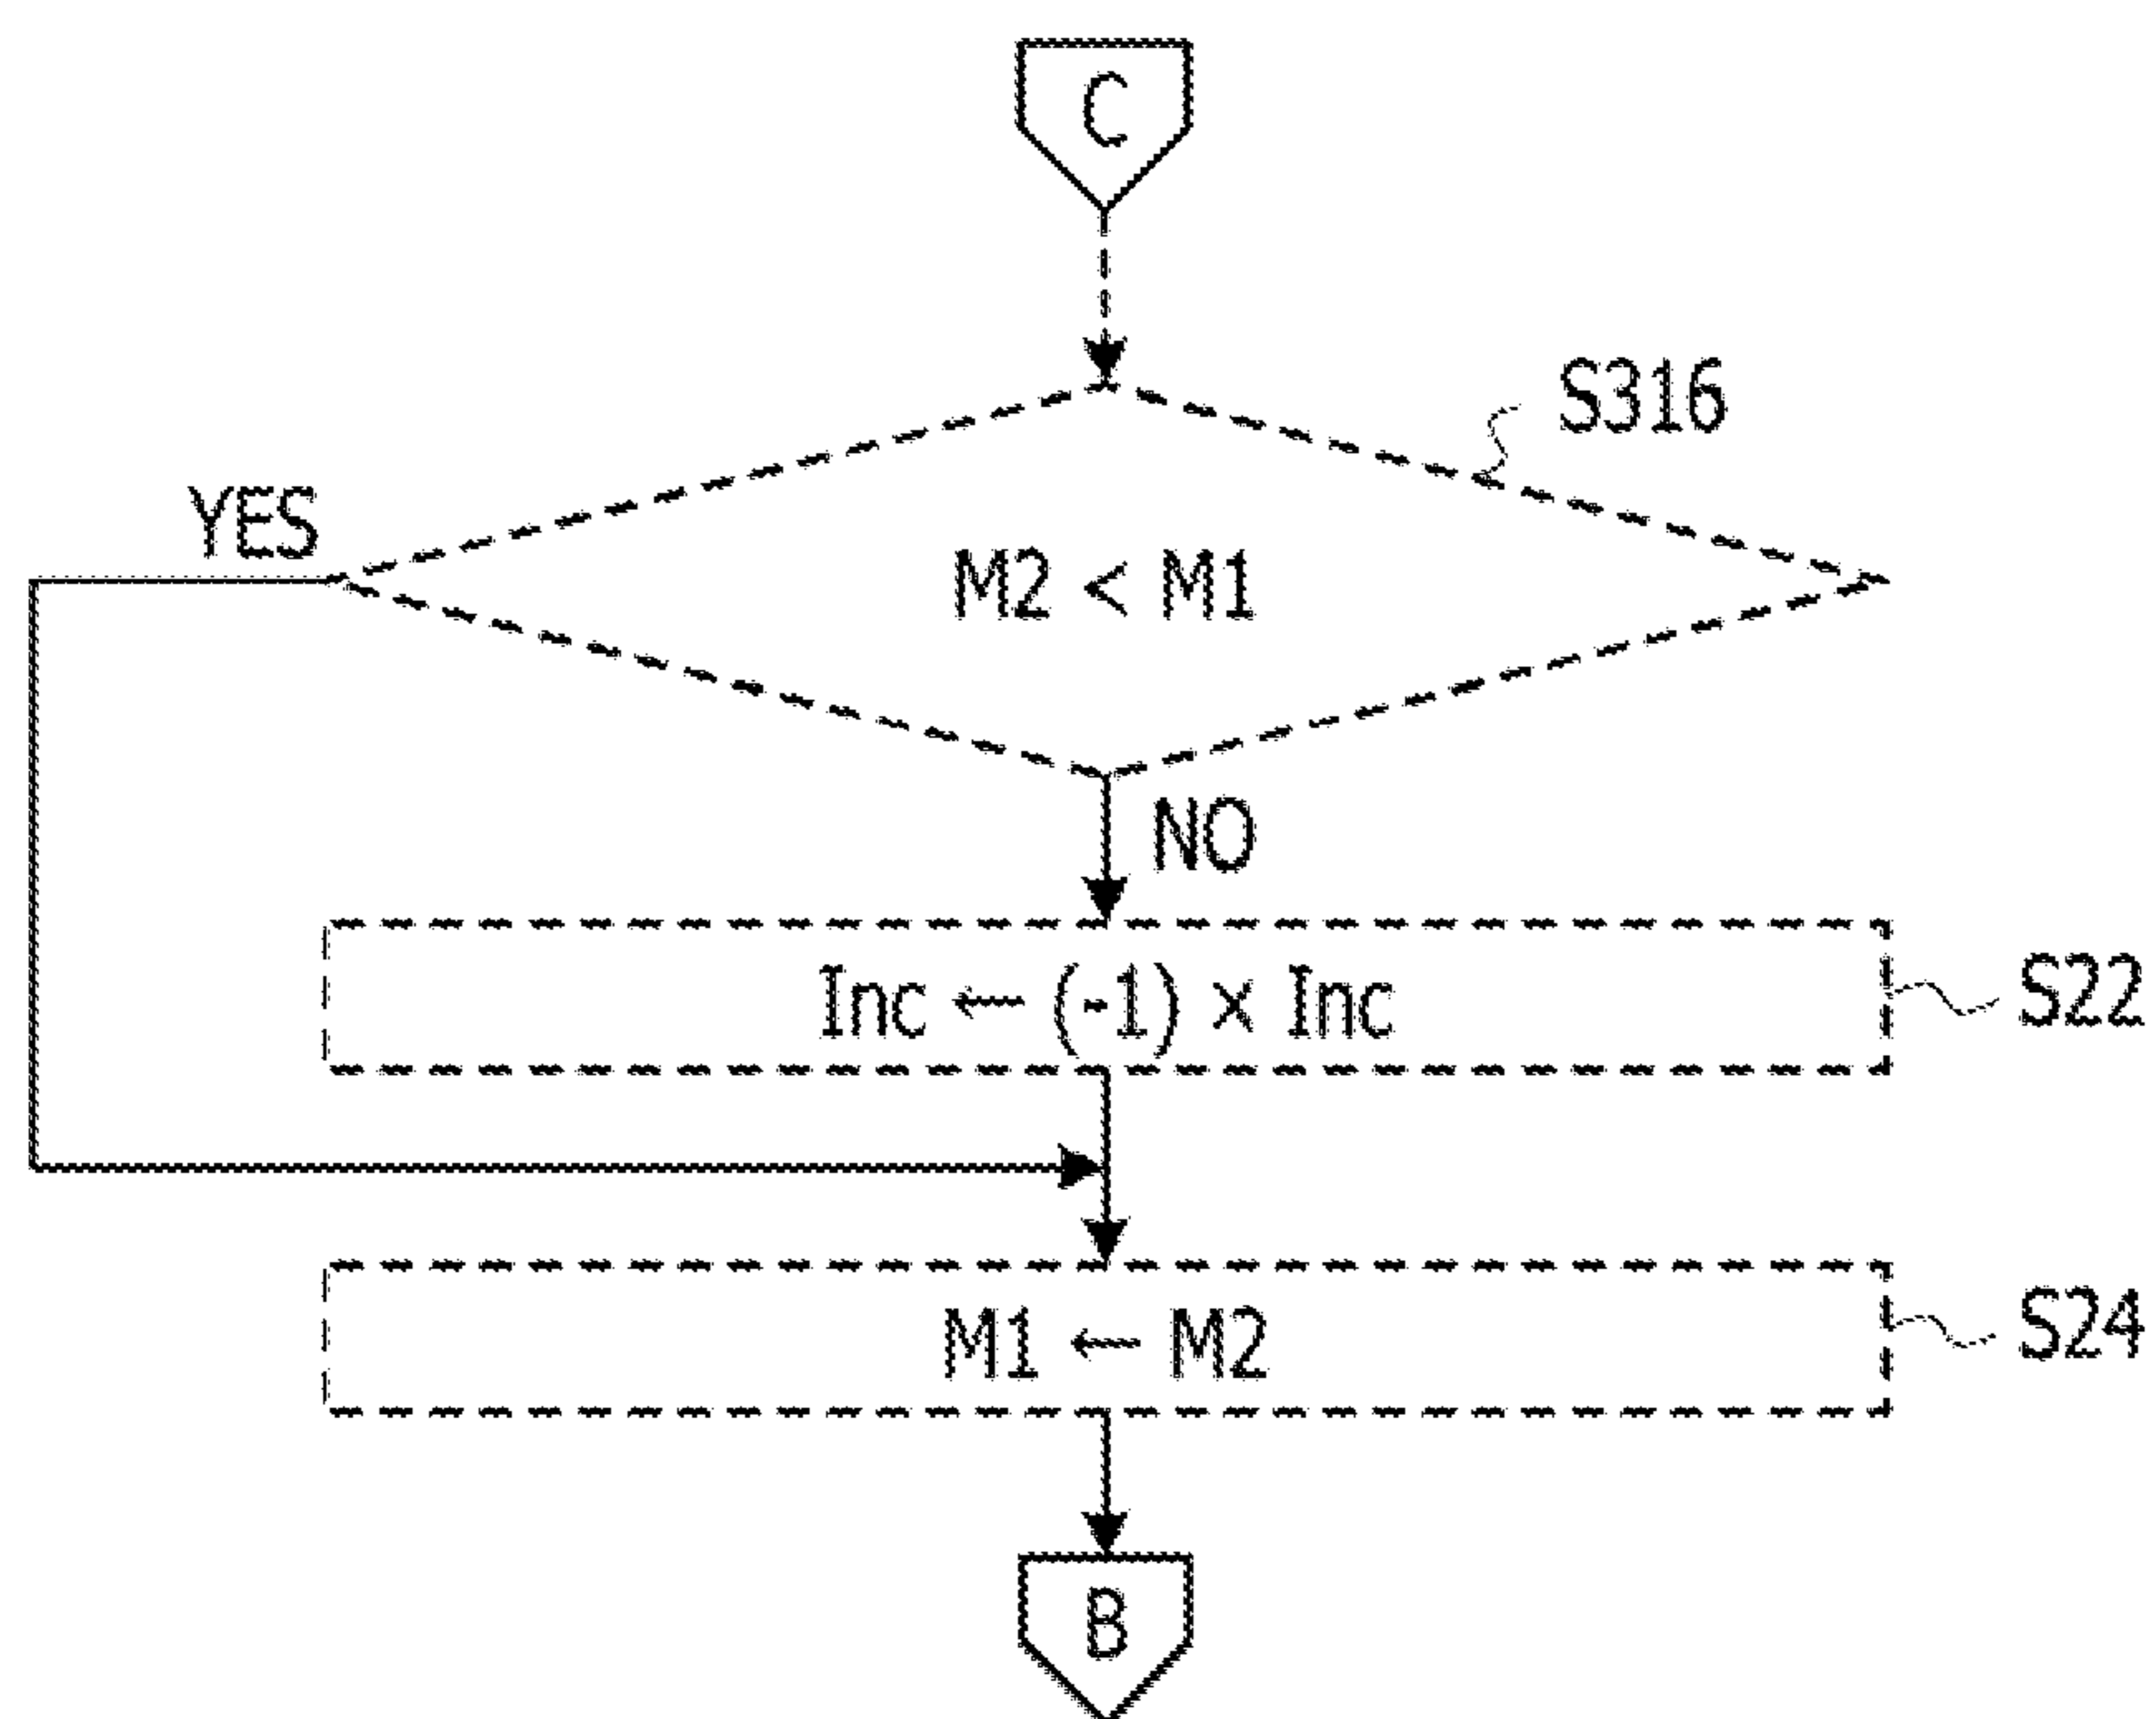 C
S316
YES
M2 < M1
NO
Inc ← (-1) × Inc
S22
M1 ← M2
S24
B